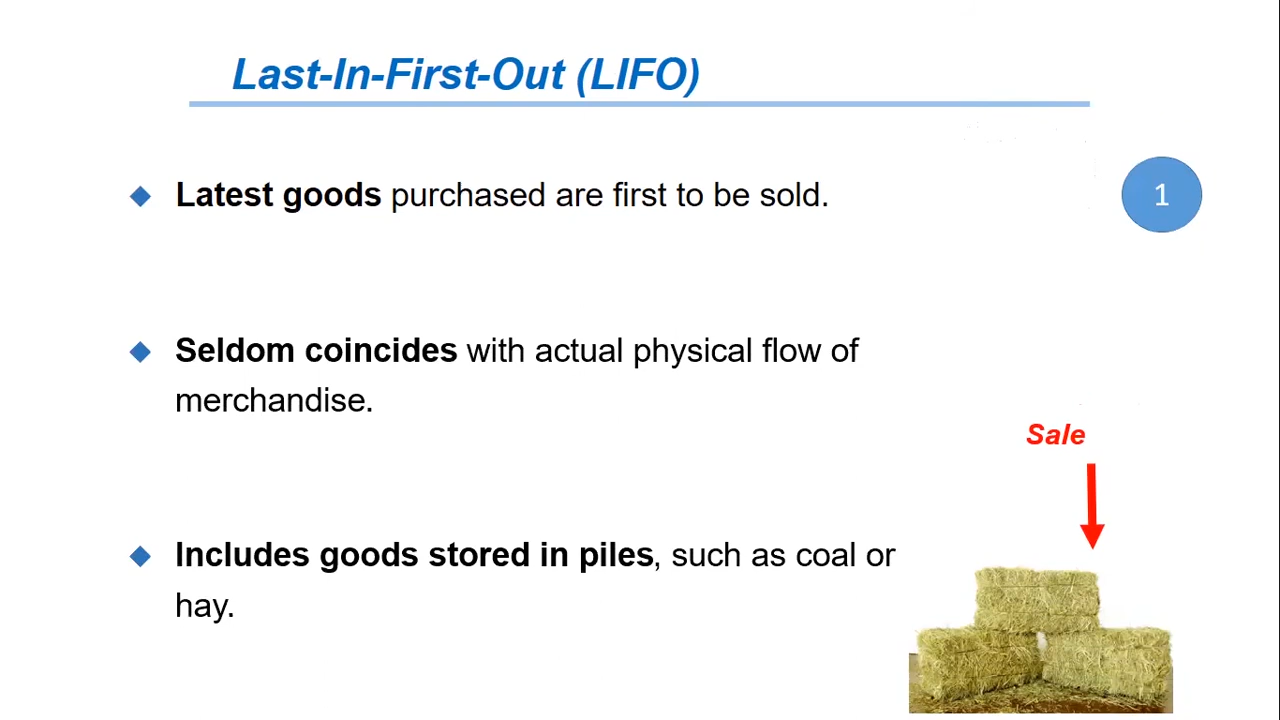 Last-In-First-Out (LIFO)
Latest goods purchased are first to be sold.
1
Seldom coincides with actual physical flow of
merchandise.
Sale
Includes goods stored in piles, such as coal or
hay.